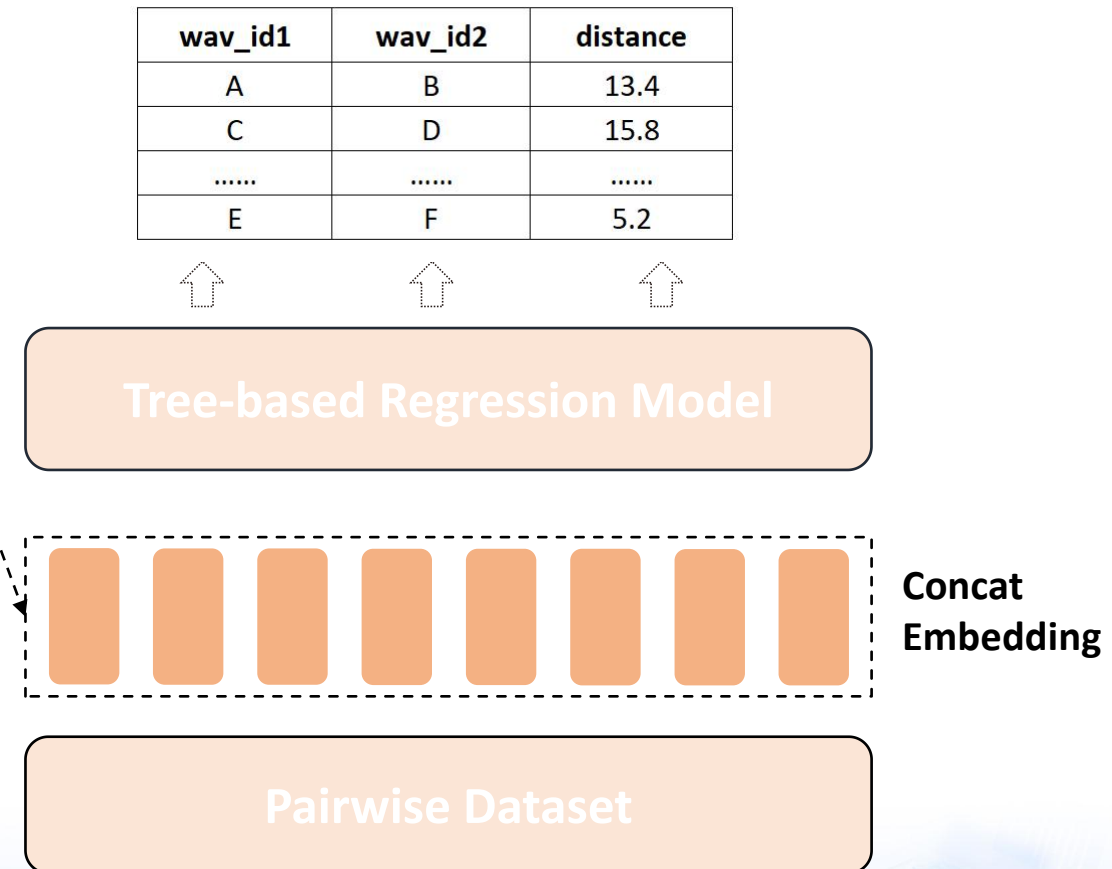 wav_id1 wav_id2 distance
A B 13.4
C D 15.8
...... ...... ......
E F 5.2
Tree-based Regression Model
Concat
Embedding
Pairwise Dataset